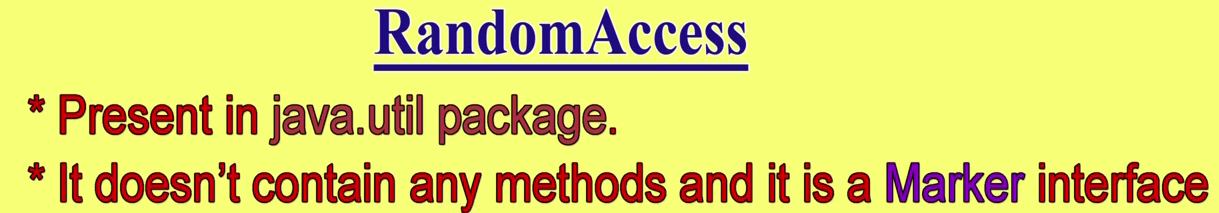 RandomAccess
* Present in java.util package.
* It doesn't contain any methods and it is a Marker interface